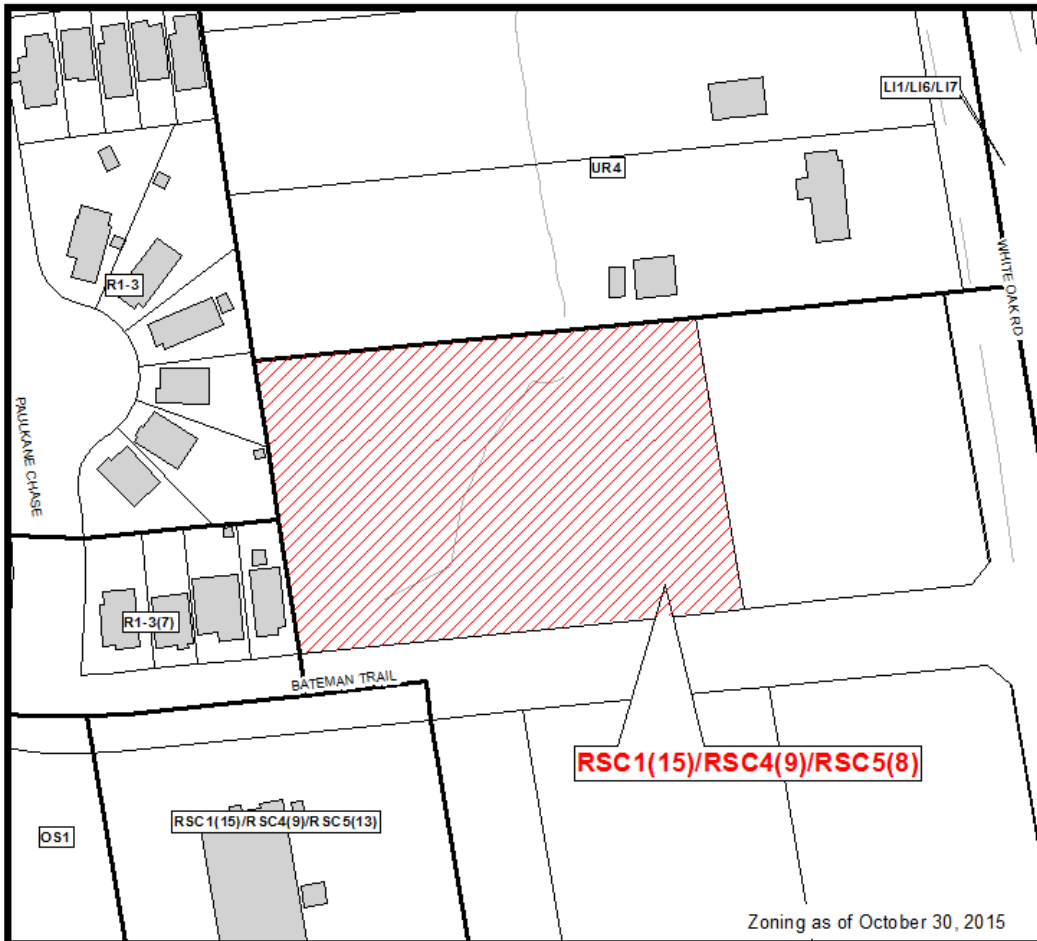 LI1/LI6/LI7
UR4
WHITE OAK RD
R1-3
PAULKANE CHASE
R1-3(7)
BATEMAN TRAIL
RSC1(15)/RSC4(9)/RSC5(8)
RSC1(15)/RSC4(9)/RSC5(13)
OS1
Zoning as of October 30, 2015